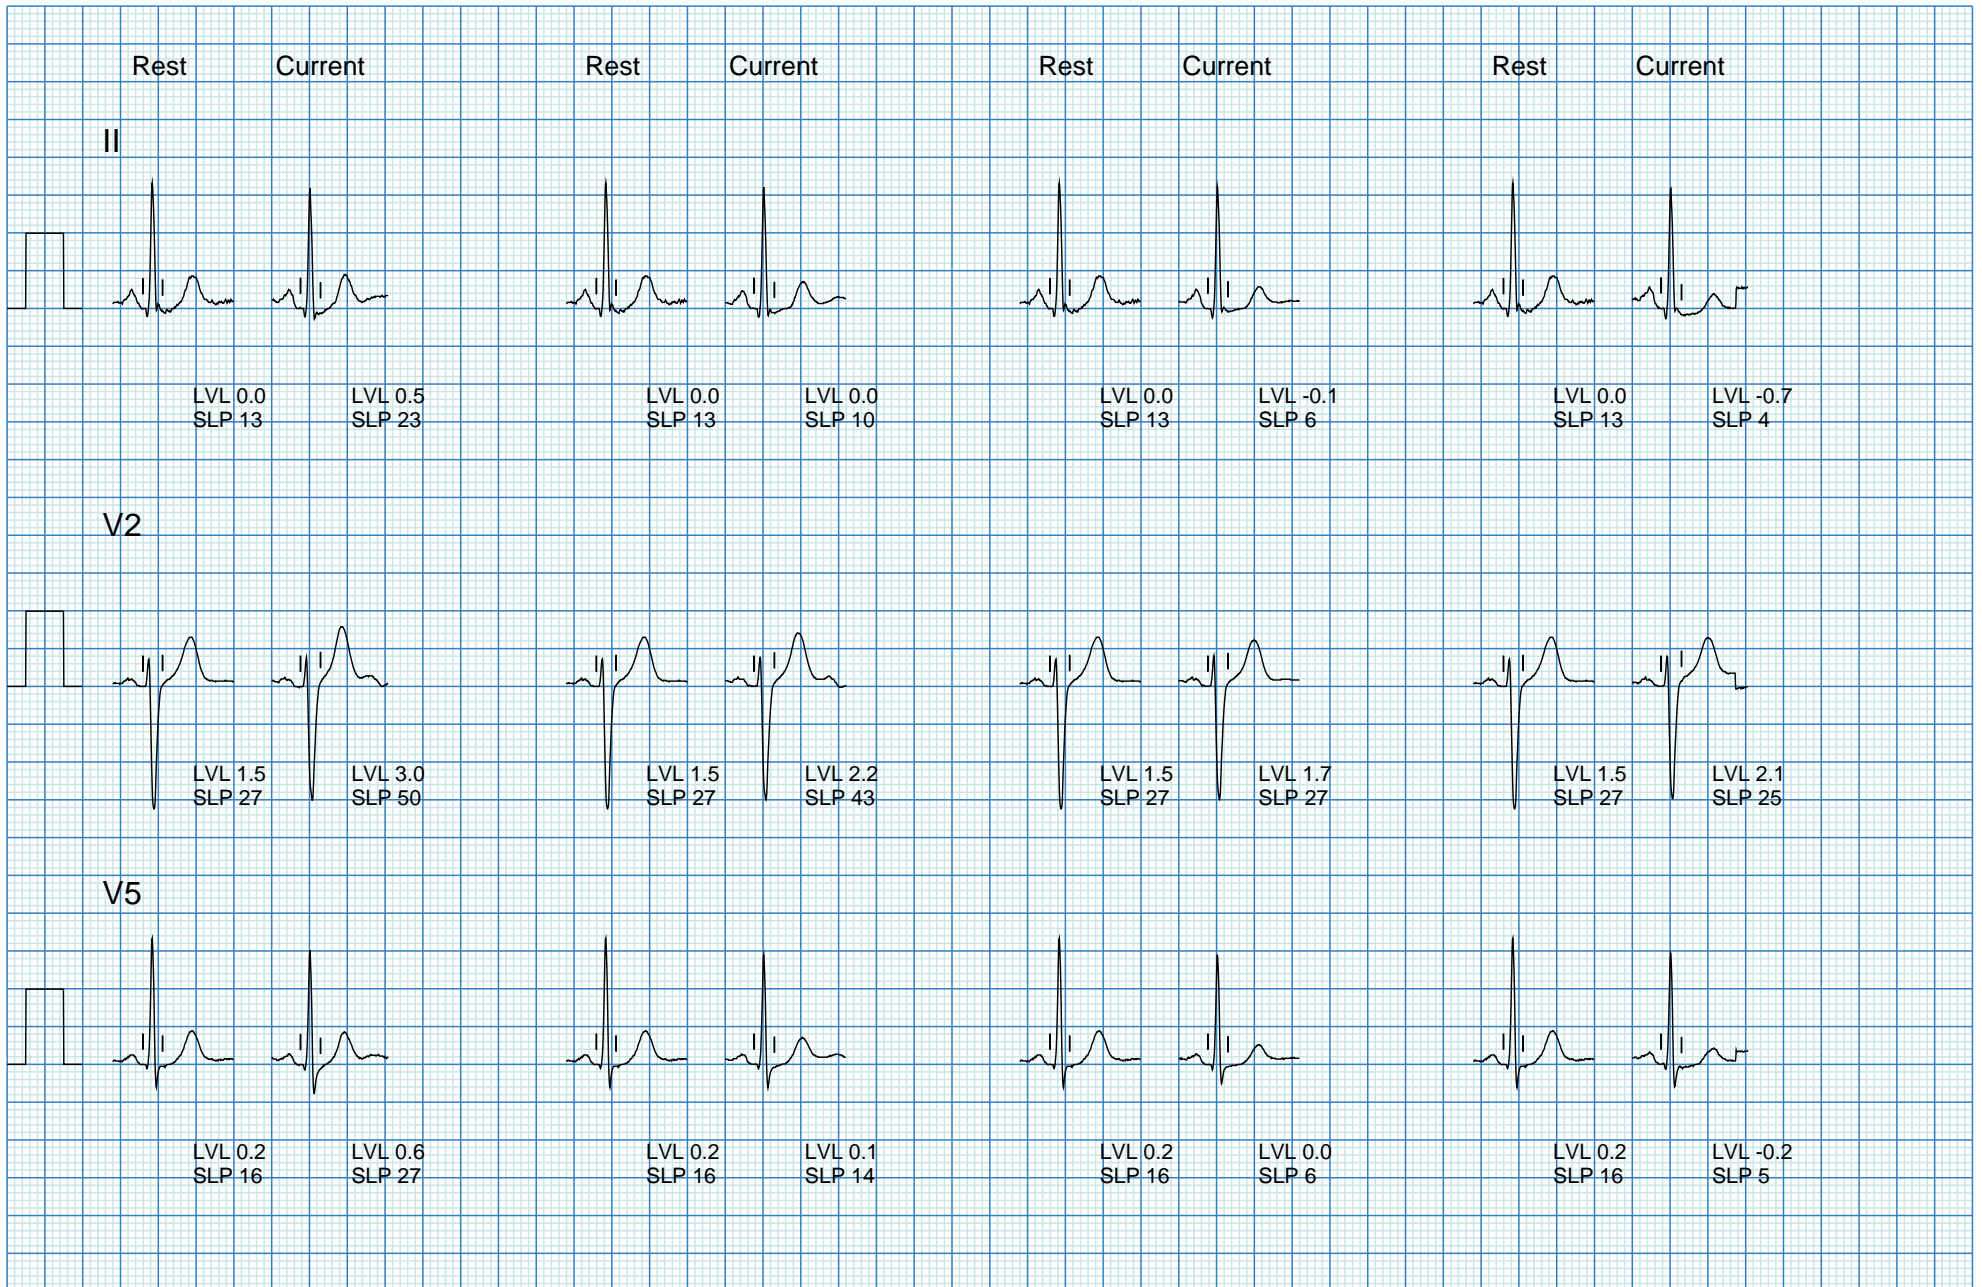 Rest Current Rest Current Rest Current Rest Current
II
LVL 0.0 LVL 0.5 LVL 0.0 LVL 0.0 LVL 0.0 LVL -0.1 LVL 0.0 LVL -0.7
SLP 13 SLP 23 SLP 13 SLP 10 SLP 13 SLP 6 SLP 13 SLP 4
V2
LVL 1.5 LVL 3.0 LVL 1.5 LVL 2.2 LVL 1.5 LVL 1.7 LVL 1.5 LVL 2.1
SLP 27 SLP 50 SLP 27 SLP 43 SLP 27 SLP 27 SLP 27 SLP 25
V5
LVL 0.2 LVL 0.6 LVL 0.2 LVL 0.1 LVL 0.2 LVL 0.0 LVL 0.2 LVL -0.2
SLP 16 SLP 27 SLP 16 SLP 14 SLP 16 SLP 6 SLP 16 SLP 5